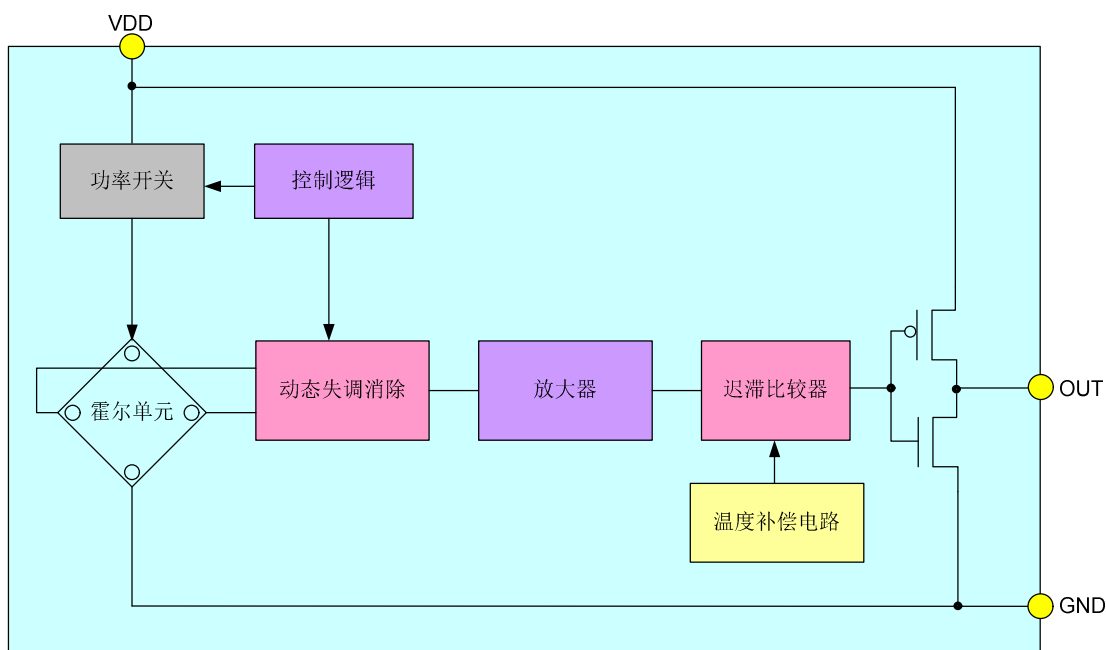 VDD
功率开关
控制逻辑
霍尔单元
动态失调消除
放大器
迟滞比较器
OUT
温度补偿电路
GND